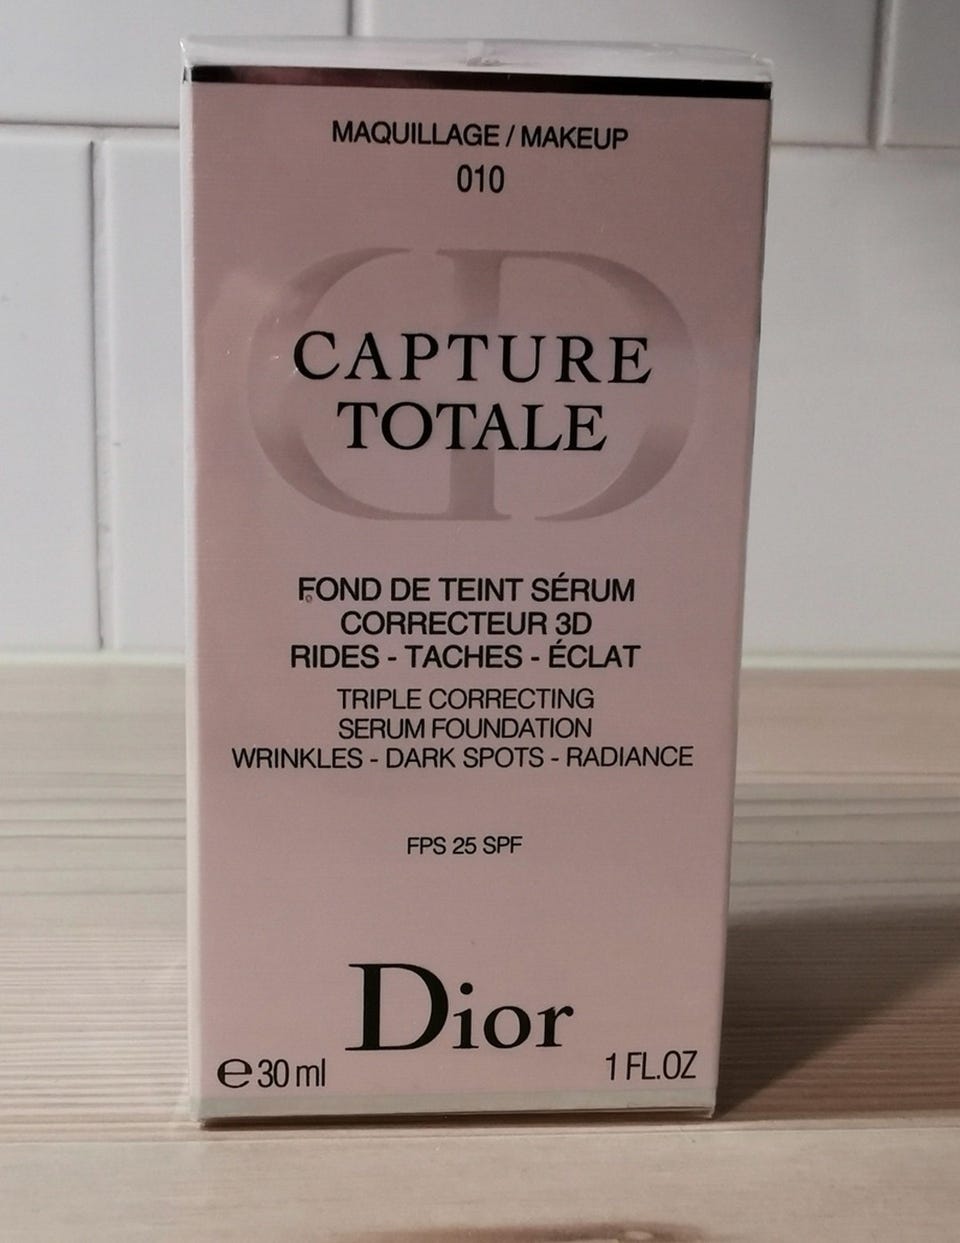 MAQUILLAGE / MAKEUP
010
CD
CAPTURE
TOTALE
FOND DE TEINT SÉRUM
CORRECTEUR 3D
RIDES - TACHES - ÉCLAT
TRIPLE CORRECTING
SERUM FOUNDATION
WRINKLES - DARK SPOTS - RADIANCE
FPS 25 SPF
Dior
℮ 30 ml 1 FL.OZ